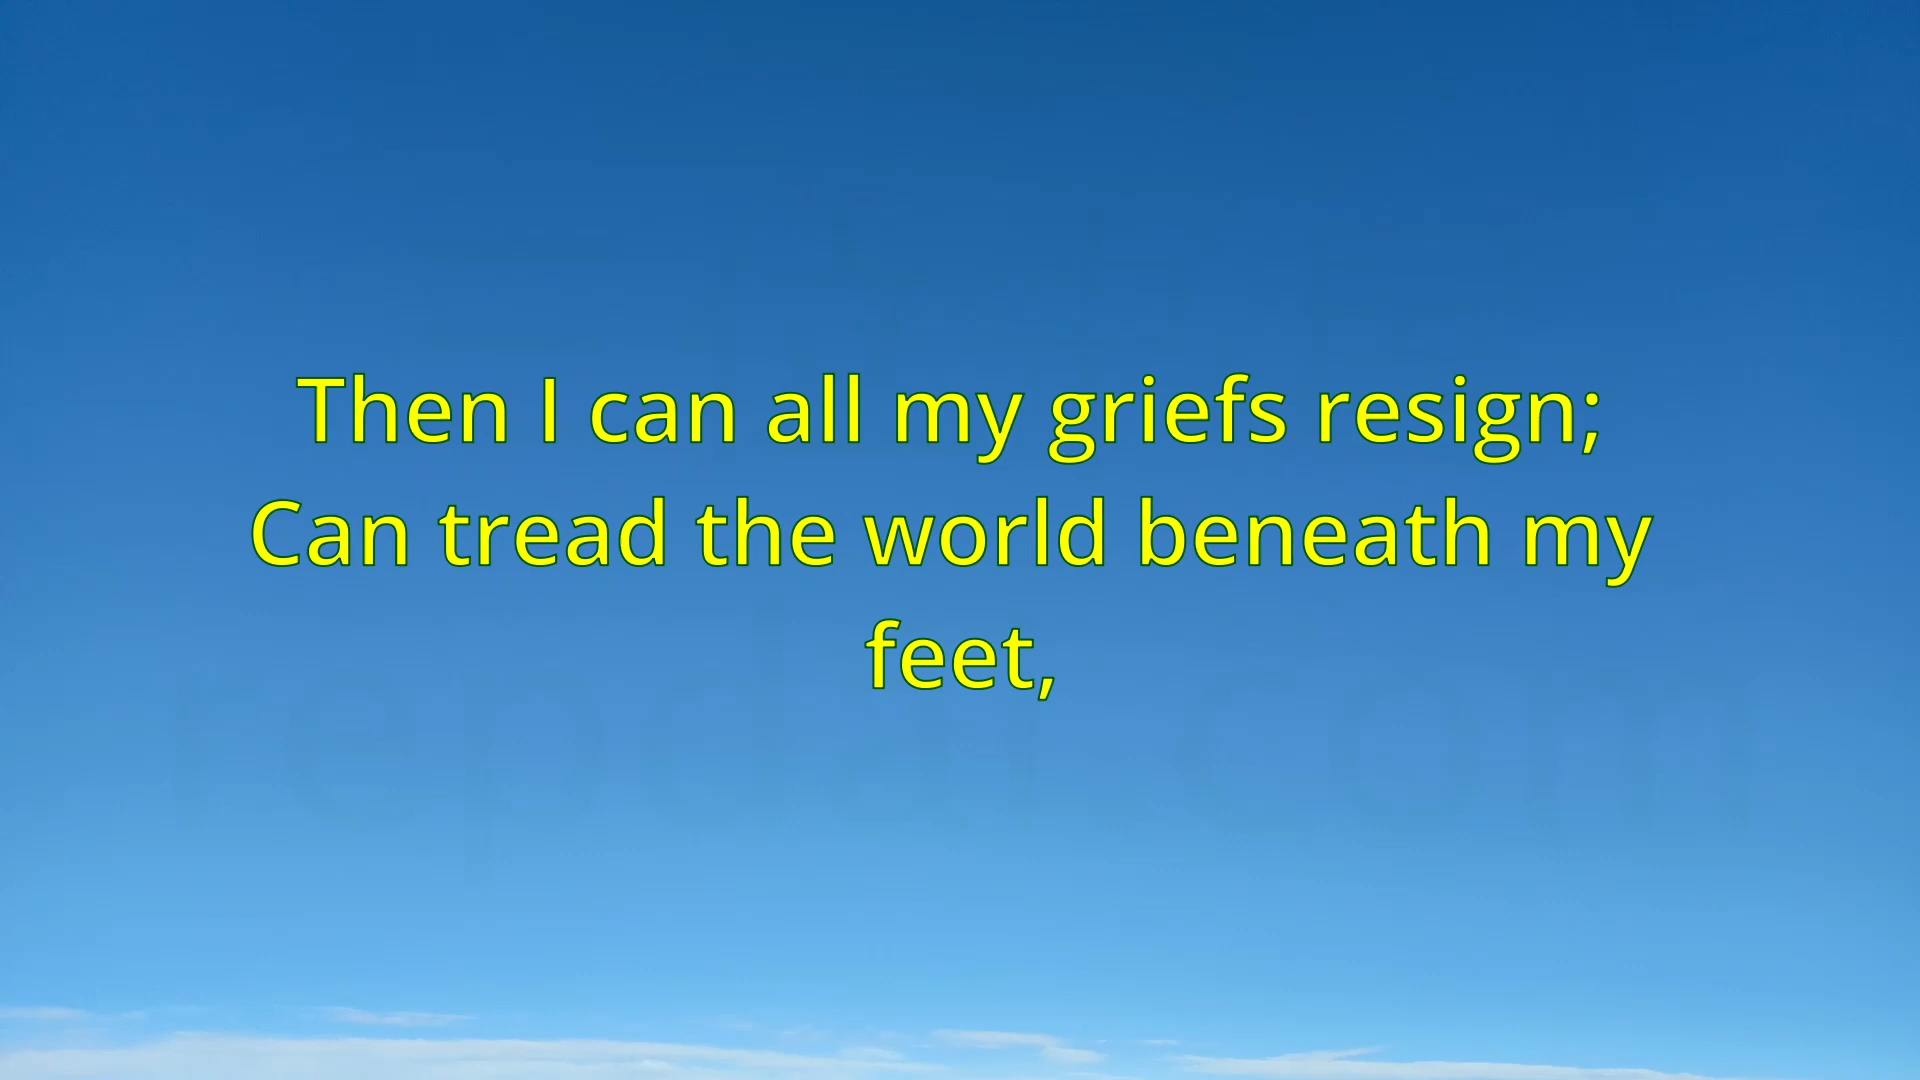 Then I can all my griefs resign;
Can tread the world beneath my
feet,